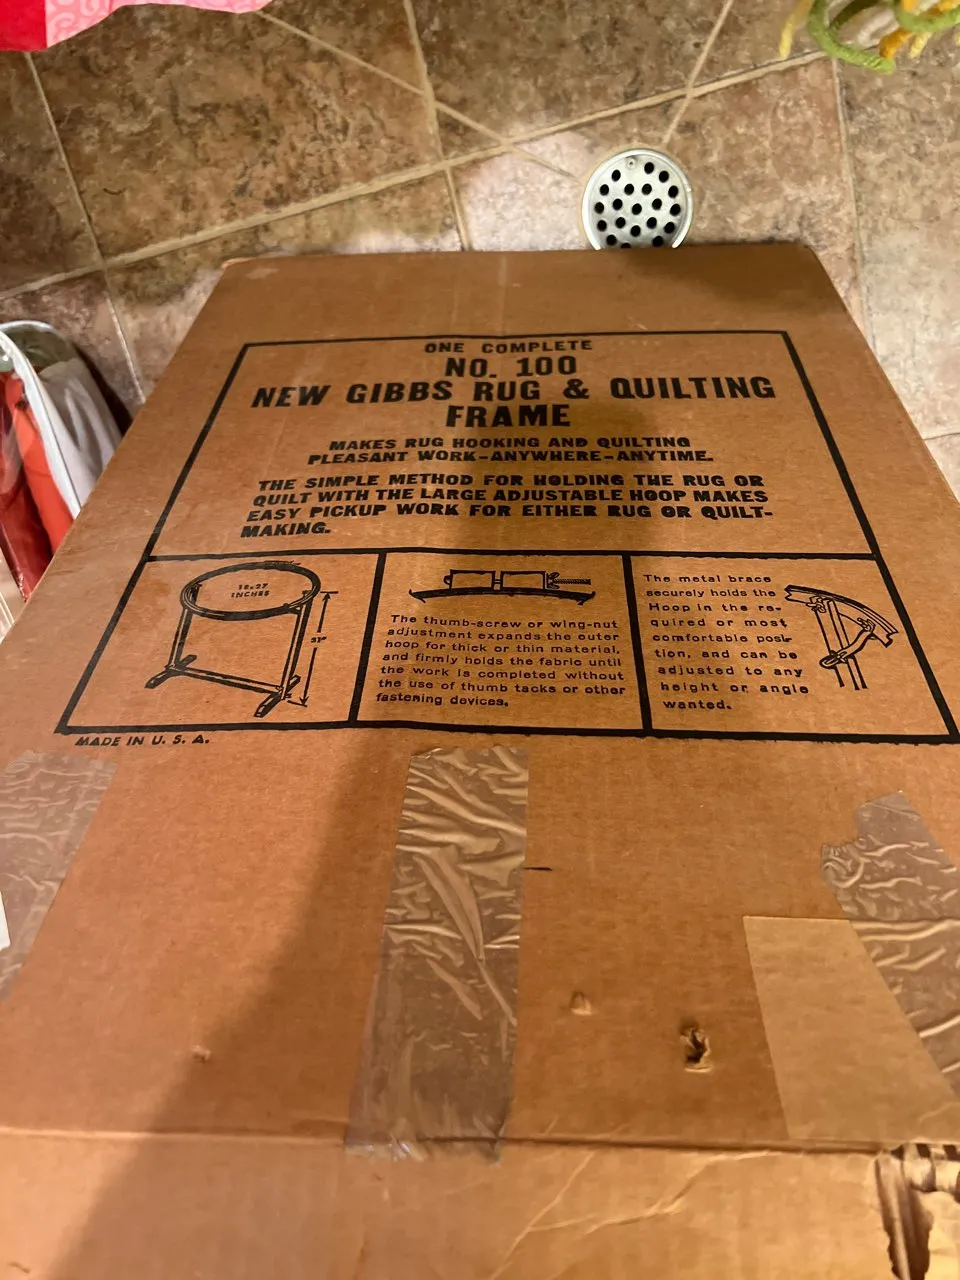 ONE COMPLETE
NO. 100
NEW GIBBS RUG & QUILTING
FRAME
MAKES RUG HOOKING AND QUILTING
PLEASANT WORK-ANYWHERE-ANYTIME.
THE SIMPLE METHOD FOR HOLDING THE RUG OR
QUILT WITH THE LARGE ADJUSTABLE HOOP MAKES
EASY PICKUP WORK FOR EITHER RUG OR QUILT-
MAKING.
18x27
INCHES
31"
The thumb-screw or wing-nut
adjustment expands the outer
hoop for thick or thin material,
and firmly holds the fabric until
the work is completed without
the use of thumb tacks or other
fastening devices.
The metal brace
securely holds the
Hoop in the re-
quired or most
comfortable posi-
tion, and can be
adjusted to any
height or angle
wanted.
MADE IN U. S. A.